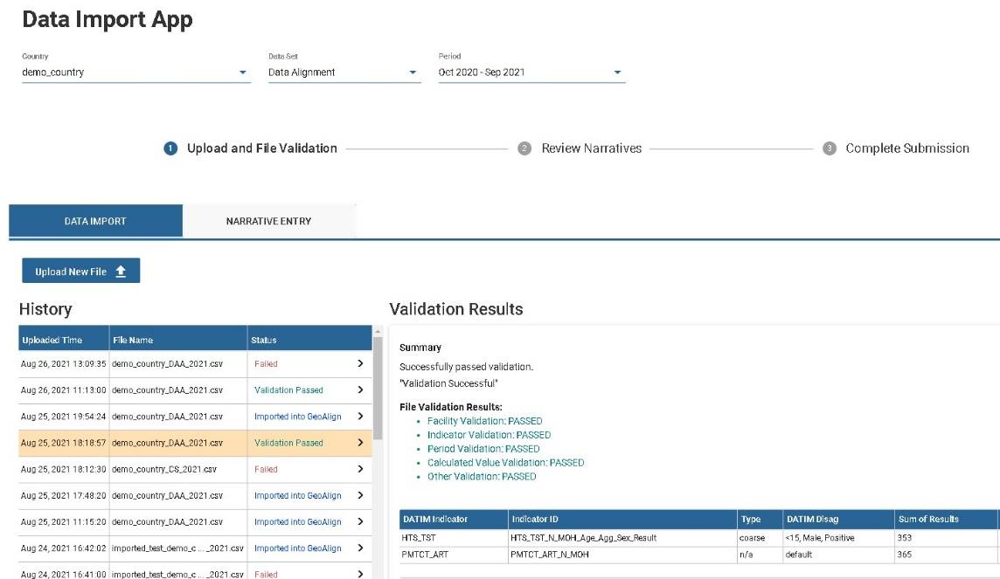 Data Import App
Country Data Set Period
demo_country Data Alignment Oct 2020 - Sep 2021
1 Upload and File Validation 2 Review Narratives 3 Complete Submission
DATA IMPORT NARRATIVE ENTRY
Upload New File
History Validation Results
Uploaded Time File Name Status
Aug 26, 2021 13:09:35 demo_country_DAA_2021.csv Failed
Aug 26, 2021 11:13:00 demo_country_DAA_2021.csv Validation Passed
Aug 25, 2021 19:54:24 demo_country_DAA_2021.csv Imported into GeoAlign
Aug 25, 2021 18:18:57 demo_country_DAA_2021.csv Validation Passed
Aug 25, 2021 18:12:30 demo_country_CS_2021.csv Failed
Aug 25, 2021 17:48:20 demo_country_DAA_2021.csv Imported into GeoAlign
Aug 25, 2021 11:15:20 demo_country_DAA_2021.csv Imported into GeoAlign
Aug 24, 2021 16:42:02 imported_test_demo_c ... _2021.csv Imported into GeoAlign
Aug 24, 2021 16:41:00 imported_test_demo_c ... _2021.csv Failed
Summary
Successfully passed validation.
"Validation Successful"
File Validation Results:
• Facility Validation: PASSED
• Indicator Validation: PASSED
• Period Validation: PASSED
• Calculated Value Validation: PASSED
• Other Validation: PASSED
DATIM Indicator Indicator ID Type DATIM Disag Sum of Results
HTS_TST HTS_TST_N_MOH_Age_Agg_Sex_Result coarse <15, Male, Positive 353
PMTCT_ART PMTCT_ART_N_MOH n/a default 365